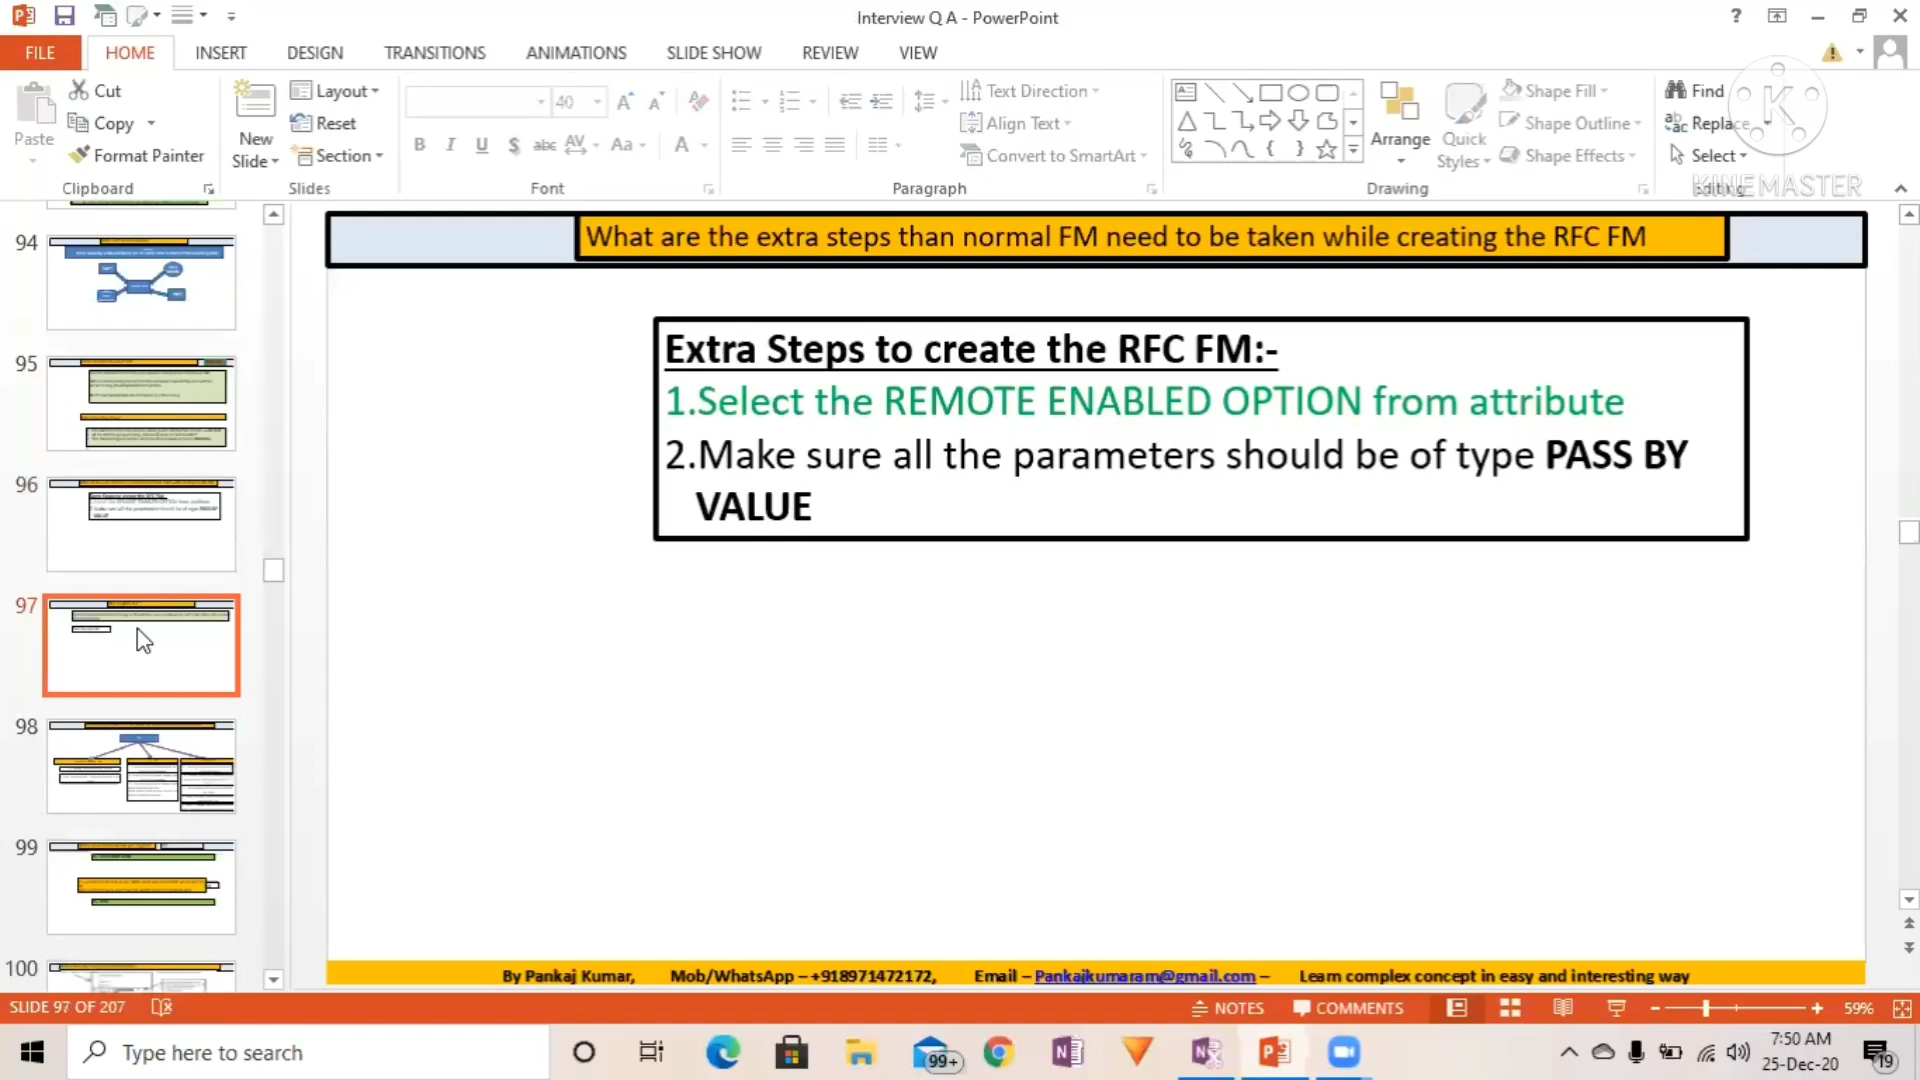 Interview Q A - PowerPoint
FILE
HOME
INSERT
DESIGN
TRANSITIONS
ANIMATIONS
SLIDE SHOW
REVIEW
VIEW
Paste
Cut
Copy
Format Painter
Clipboard
New
Slide
Layout
Reset
Section
Slides
40
B I U S abc AV Aa A
Font
Text Direction
Align Text
Convert to SmartArt
Paragraph
Arrange
Quick
Styles
Shape Fill
Shape Outline
Shape Effects
Drawing
Find
Replace
Select
Editing
K
KINEMASTER
94
95
96
97
98
99
100
What are the extra steps than normal FM need to be taken while creating the RFC FM
Extra Steps to create the RFC FM:-
1.Select the REMOTE ENABLED OPTION from attribute
2.Make sure all the parameters should be of type PASS BY
VALUE
By Pankaj Kumar, Mob/WhatsApp – +918971472172, Email – Pankajkumaram@gmail.com – Learn complex concept in easy and interesting way
SLIDE 97 OF 207
NOTES
COMMENTS
59%
Type here to search
99+
7:50 AM
25-Dec-20
19